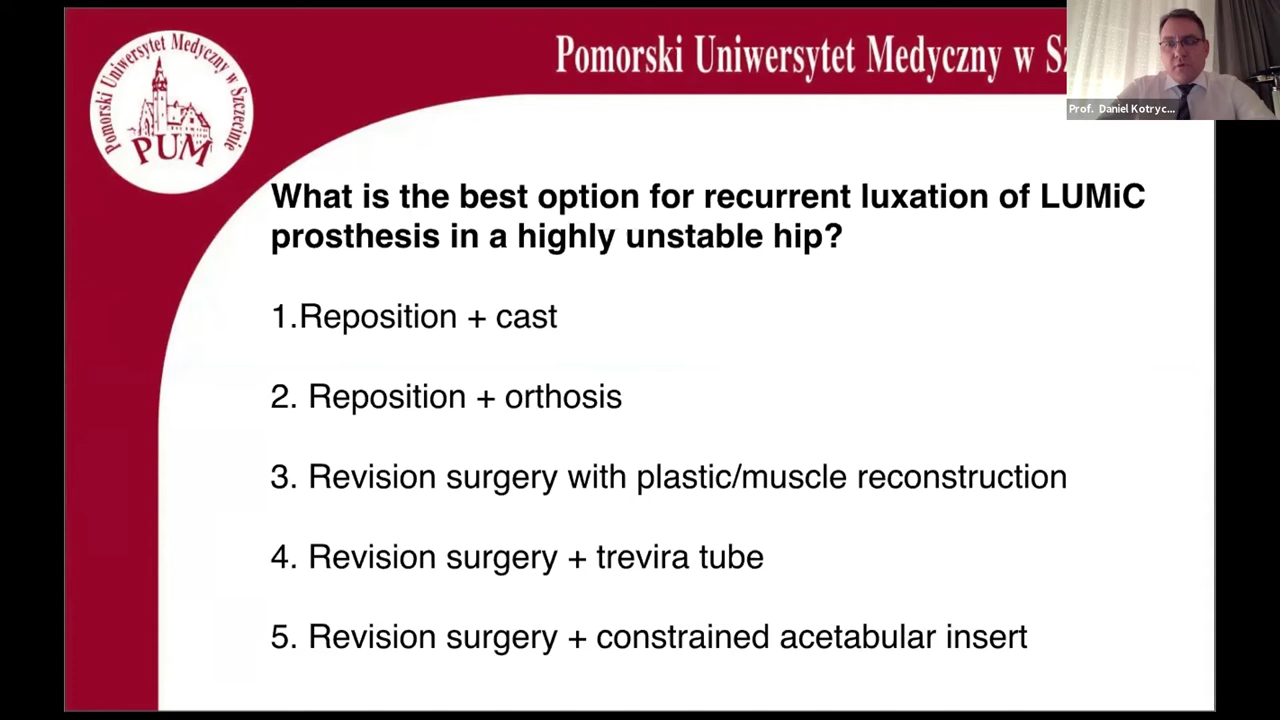 Pomorski Uniwersytet Medyczny w Szczecinie
PUM
Pomorski Uniwersytet Medyczny w
Prof. Daniel Kotryc...
What is the best option for recurrent luxation of LUMiC
prosthesis in a highly unstable hip?
1.Reposition + cast
2. Reposition + orthosis
3. Revision surgery with plastic/muscle reconstruction
4. Revision surgery + trevira tube
5. Revision surgery + constrained acetabular insert